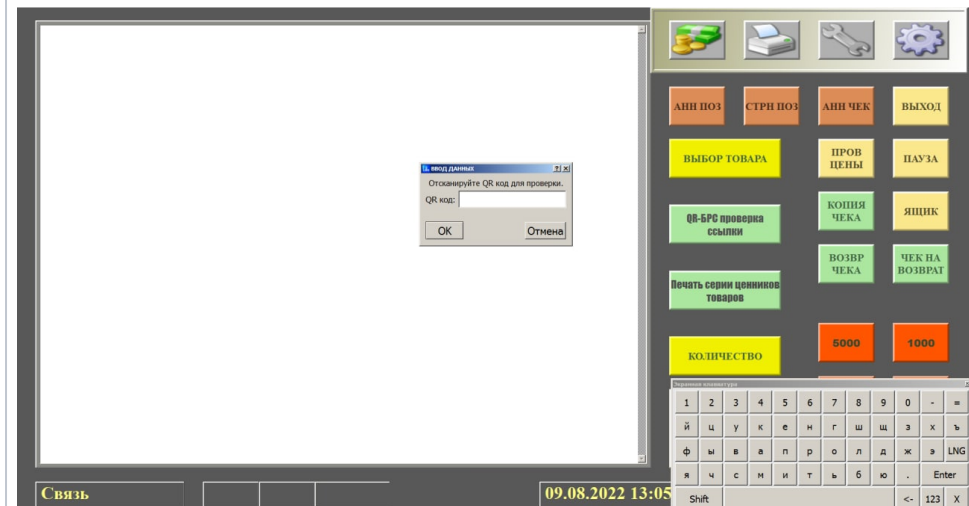 АНН ПОЗ
СТРН ПОЗ
АНН ЧЕК
ВЫХОД
ВЫБОР ТОВАРА
ПРОВ
ЦЕНЫ
ПАУЗА
ВВОД ДАННЫХ
? x
Отсканируйте QR код для проверки.
QR код:
OK
Отмена
QR-БРС проверка
ссылки
КОПИЯ
ЧЕКА
ЯЩИК
ВОЗВР
ЧЕКА
ЧЕК НА
ВОЗВРАТ
Печать серии ценников
товаров
5000
1000
КОЛИЧЕСТВО
Экранная клавиатура
1 2 3 4 5 6 7 8 9 0 - =
й ц у к е н г ш щ з х ъ
ф ы в а п р о л д ж э LNG
я ч с м и т ь б ю . Enter
Shift <- 123 X
Связь
09.08.2022 13:05